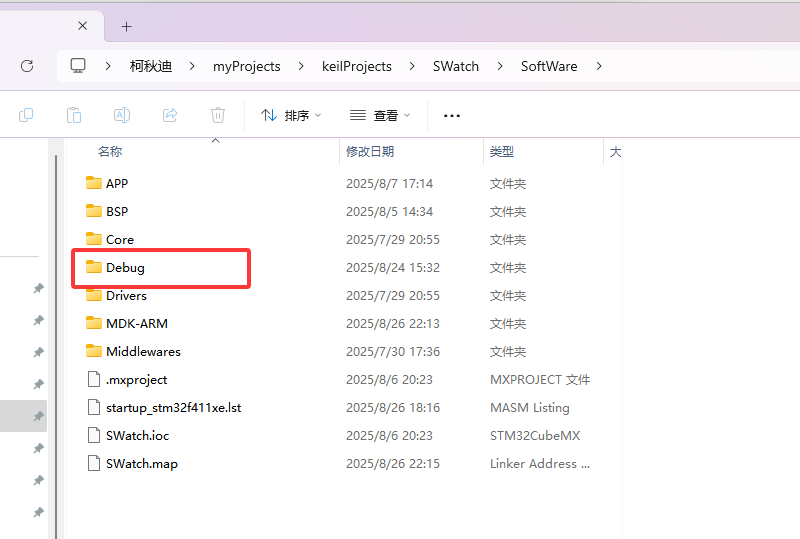 柯秋迪 myProjects keilProjects SWatch SoftWare
排序 查看
名称 修改日期 类型 大
APP 2025/8/7 17:14 文件夹
BSP 2025/8/5 14:34 文件夹
Core 2025/7/29 20:55 文件夹
Debug 2025/8/24 15:32 文件夹
Drivers 2025/7/29 20:55 文件夹
MDK-ARM 2025/8/26 22:13 文件夹
Middlewares 2025/7/30 17:36 文件夹
.mxproject 2025/8/6 20:23 MXPROJECT 文件
startup_stm32f411xe.lst 2025/8/26 18:16 MASM Listing
SWatch.ioc 2025/8/6 20:23 STM32CubeMX
SWatch.map 2025/8/26 22:15 Linker Address ...